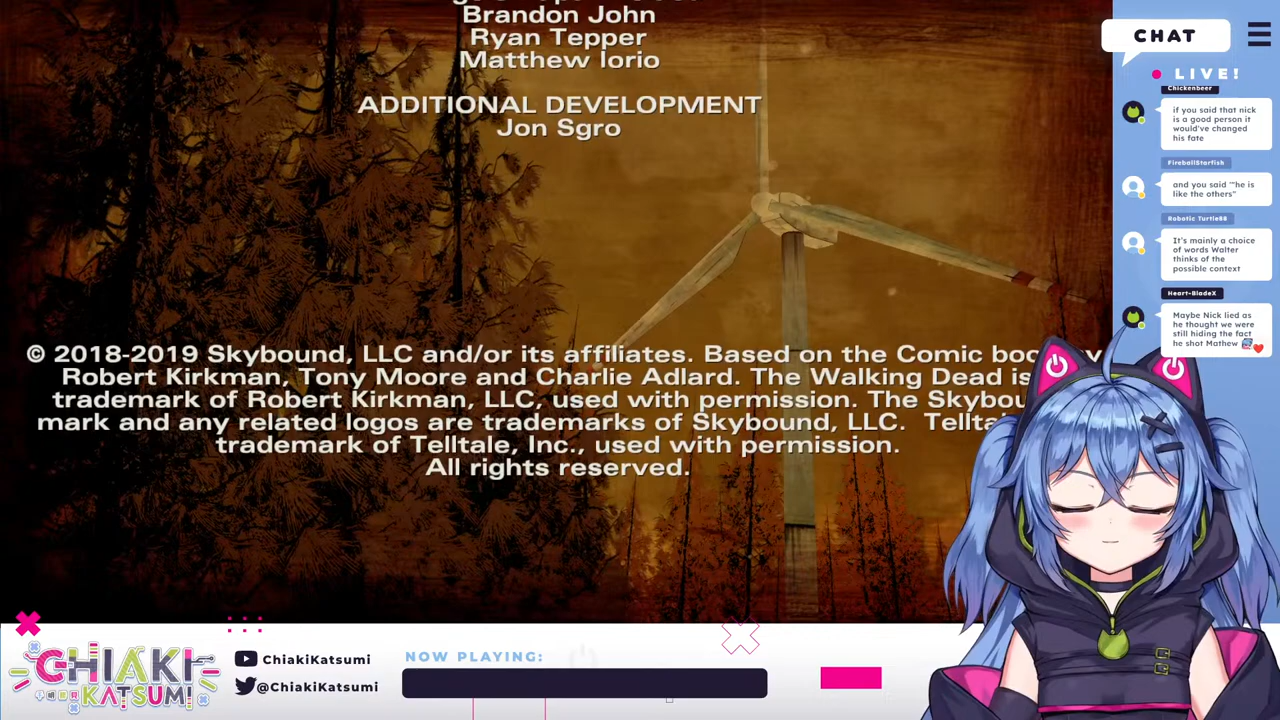 Brandon John
Ryan Tepper
Matthew Iorio
ADDITIONAL DEVELOPMENT
Jon Sgro
© 2018-2019 Skybound, LLC and/or its affiliates. Based on the Comic
Robert Kirkman, Tony Moore and Charlie Adlard. The Walking Dead is
trademark of Robert Kirkman, LLC, used with permission. The
mark and any related logos are trademarks of Skybound, LLC.
trademark of Telltale, Inc., used with permission.
All rights reserved.
CHAT
LIVE!
Chickenbeer
if you said that nick
is a good person it
would've changed
his fate
FireballStarfish
and you said "'he is
like the others"
Robotic Turtle88
It's mainly a choice
of words Walter
thinks of the
possible context
Heart-BladeX
Maybe Nick lied as
he thought we were
still hiding the fact
he shot Mathew
CHIAKI
KATSUMI
ChiakiKatsumi
@ChiakiKatsumi
NOW PLAYING: